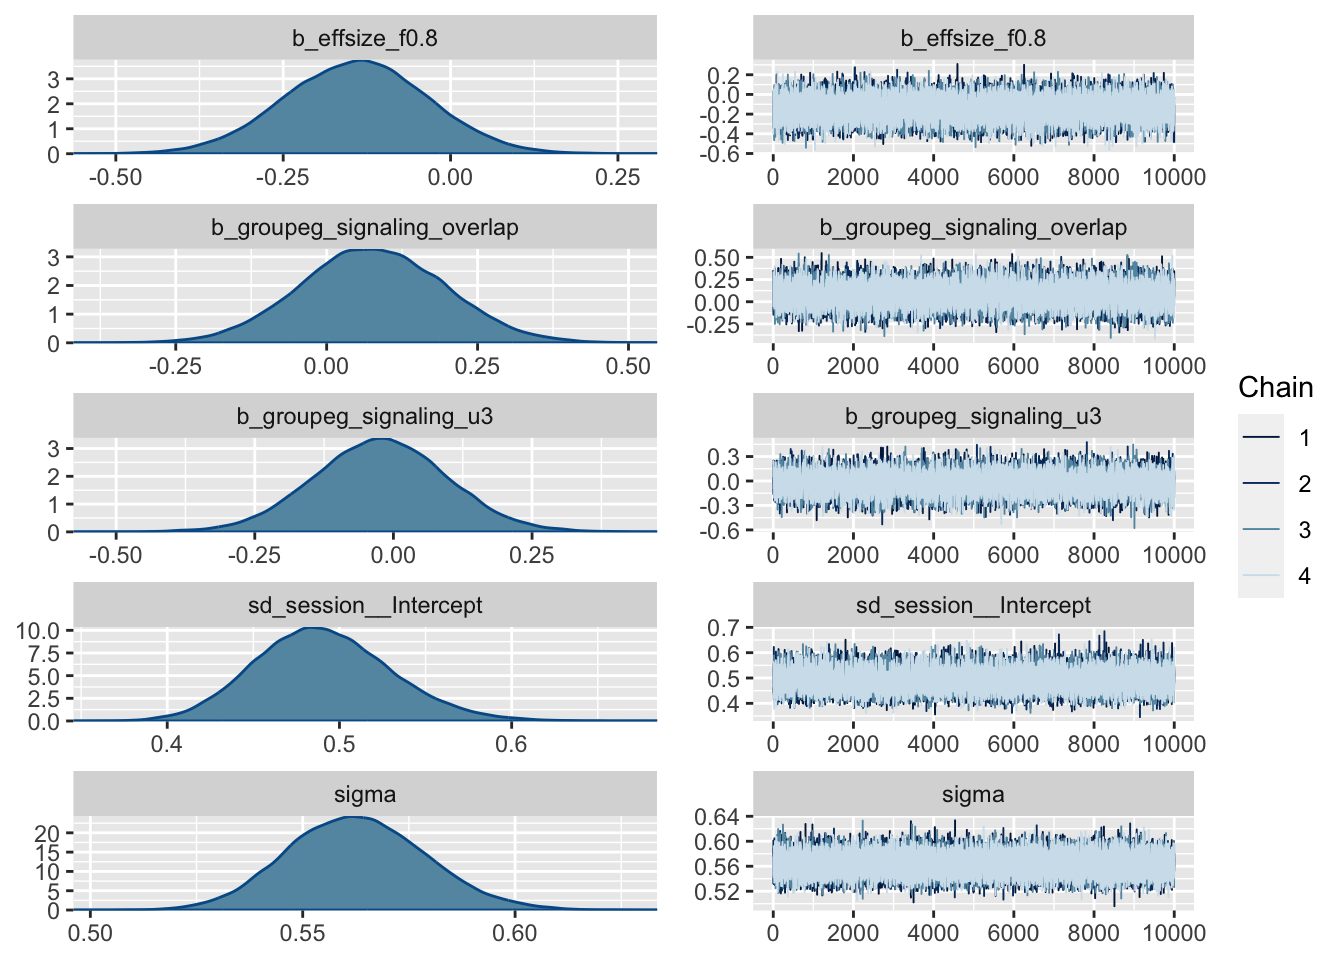 b_effsize_f0.8 b_effsize_f0.8
3 0.2
2 0.0
1 -0.2
0 -0.4
-0.6
-0.50 -0.25 0.00 0.25 0 2000 4000 6000 8000 10000
b_groupeg_signaling_overlap b_groupeg_signaling_overlap
3 0.50
2 0.25
1 0.00
0 -0.25
-0.25 0.00 0.25 0.50 0 2000 4000 6000 8000 10000
b_groupeg_signaling_u3 b_groupeg_signaling_u3
3 0.3
2 0.0
1 -0.3
0 -0.6
-0.50 -0.25 0.00 0.25 0 2000 4000 6000 8000 10000
sd_session__Intercept sd_session__Intercept
10.0 0.7
7.5 0.6
5.0 0.5
2.5 0.4
0.0
0.4 0.5 0.6 0 2000 4000 6000 8000 10000
sigma sigma
20 0.64
15 0.60
10 0.56
5 0.52
0
0.50 0.55 0.60 0 2000 4000 6000 8000 10000
Chain
1
2
3
4